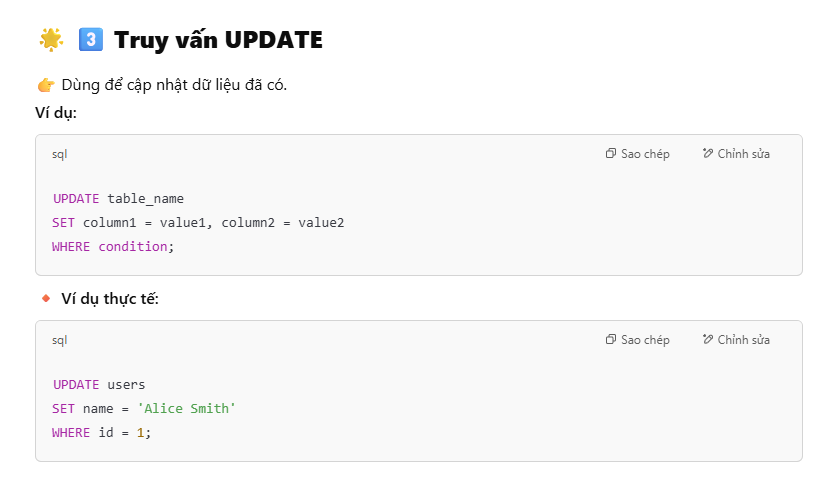 🌟 3️⃣ Truy vấn UPDATE
👉 Dùng để cập nhật dữ liệu đã có.
Ví dụ:
sql
Sao chép
Chỉnh sửa
UPDATE table_name
SET column1 = value1, column2 = value2
WHERE condition;
🔸 Ví dụ thực tế:
sql
Sao chép
Chỉnh sửa
UPDATE users
SET name = 'Alice Smith'
WHERE id = 1;